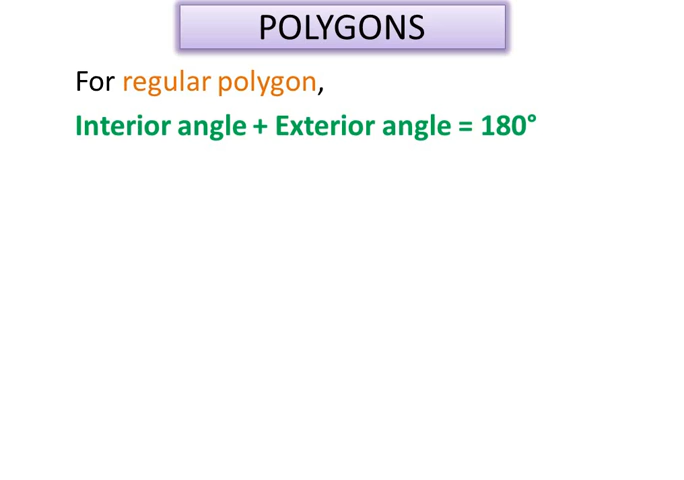 POLYGONS
For regular polygon,
Interior angle + Exterior angle = 180°